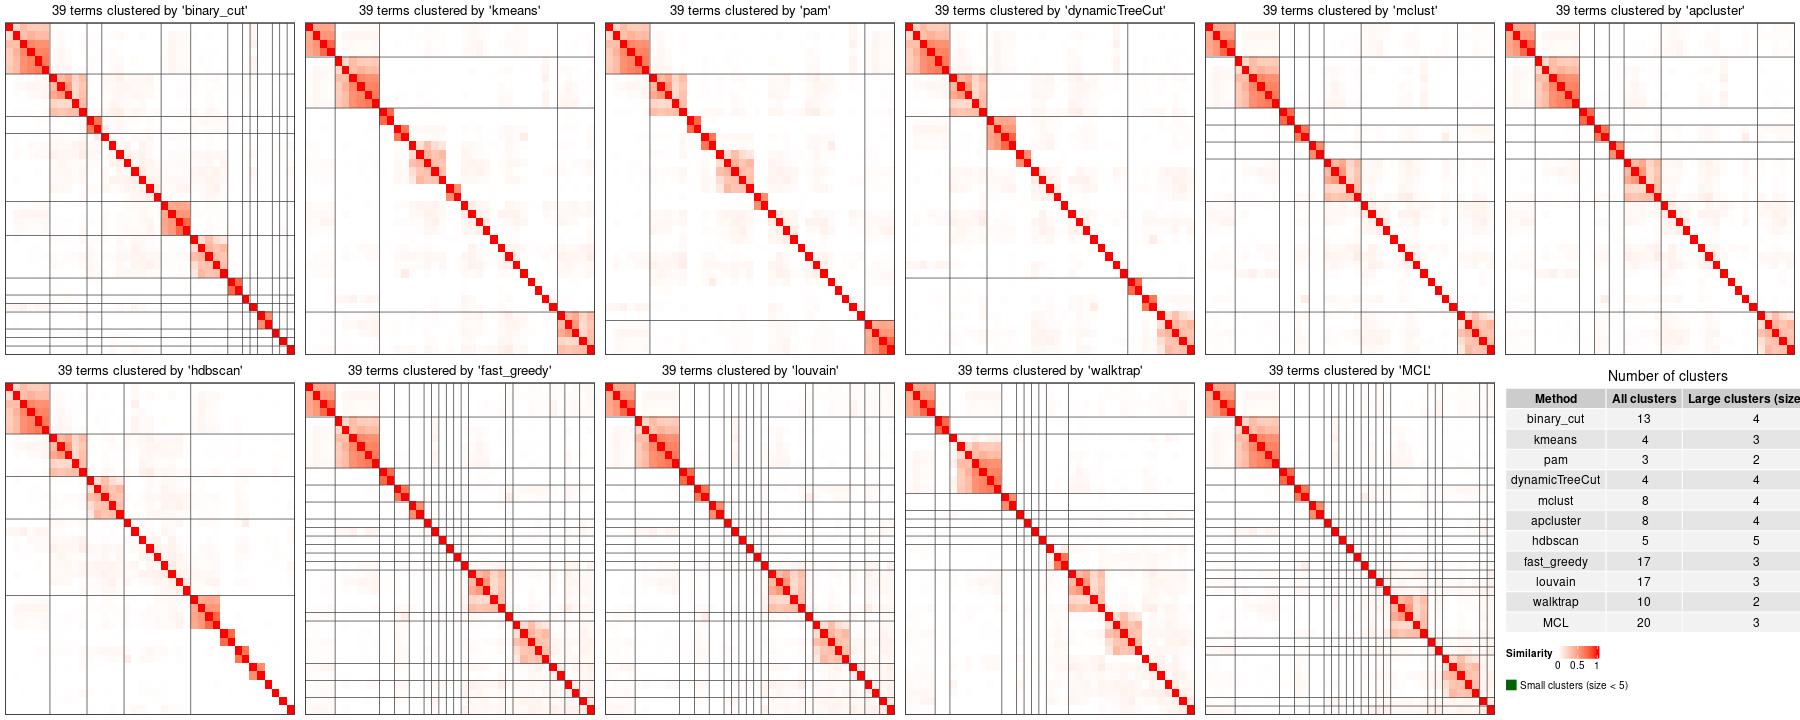 39 terms clustered by 'binary_cut'
39 terms clustered by 'kmeans'
39 terms clustered by 'pam'
39 terms clustered by 'dynamicTreeCut'
39 terms clustered by 'mclust'
39 terms clustered by 'apcluster'
39 terms clustered by 'hdbscan'
39 terms clustered by 'fast_greedy'
39 terms clustered by 'louvain'
39 terms clustered by 'walktrap'
39 terms clustered by 'MCL'
Number of clusters
Method All clusters Large clusters (size
binary_cut 13 4
kmeans 4 3
pam 3 2
dynamicTreeCut 4 4
mclust 8 4
apcluster 8 4
hdbscan 5 5
fast_greedy 17 3
louvain 17 3
walktrap 10 2
MCL 20 3
Similarity
0 0.5 1
Small clusters (size < 5)